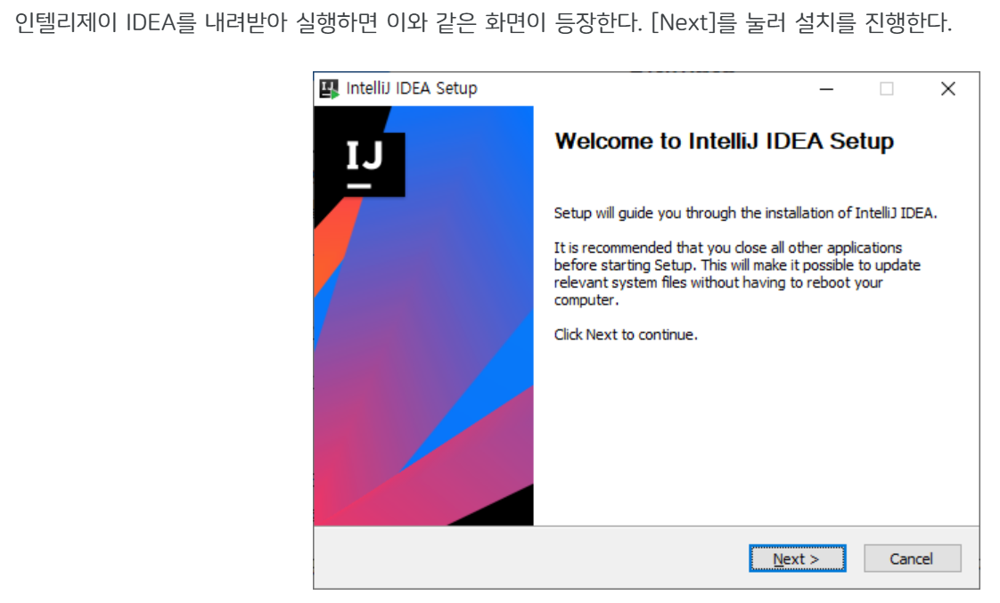 인텔리제이 IDEA를 내려받아 실행하면 이와 같은 화면이 등장한다. [Next]를 눌러 설치를 진행한다.
IntelliJ IDEA Setup
IJ
Welcome to IntelliJ IDEA Setup
Setup will guide you through the installation of IntelliJ IDEA.
It is recommended that you close all other applications
before starting Setup. This will make it possible to update
relevant system files without having to reboot your
computer.
Click Next to continue.
Next >
Cancel